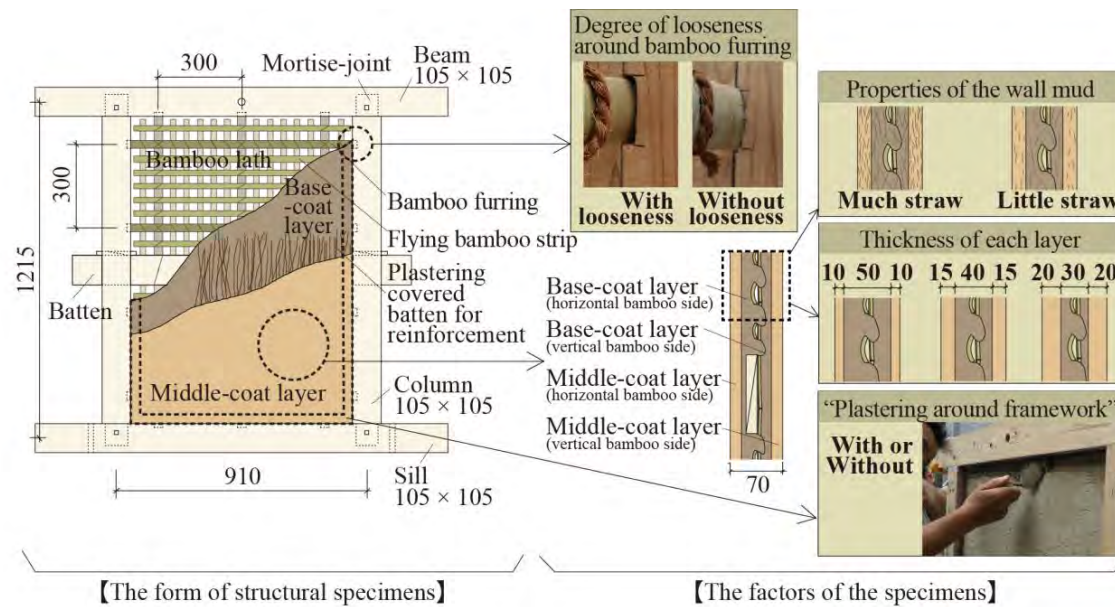 300
Mortise-joint
Beam
105 × 105
300
1215
Bamboo lath
Base
-coat
layer
Bamboo furring
Flying bamboo strip
Plastering
covered
batten for
reinforcement
Batten
Middle-coat layer
Column
105 × 105
910
Sill
105 × 105
【The form of structural specimens】
Degree of looseness
around bamboo furring
With
looseness
Without
looseness
Base-coat layer
(horizontal bamboo side)
Base-coat layer
(vertical bamboo side)
Middle-coat layer
(horizontal bamboo side)
Middle-coat layer
(vertical bamboo side)
70
Properties of the wall mud
Much straw
Little straw
Thickness of each layer
10 50 10
15 40 15
20 30 20
“Plastering around framework”
With or
Without
【The factors of the specimens】